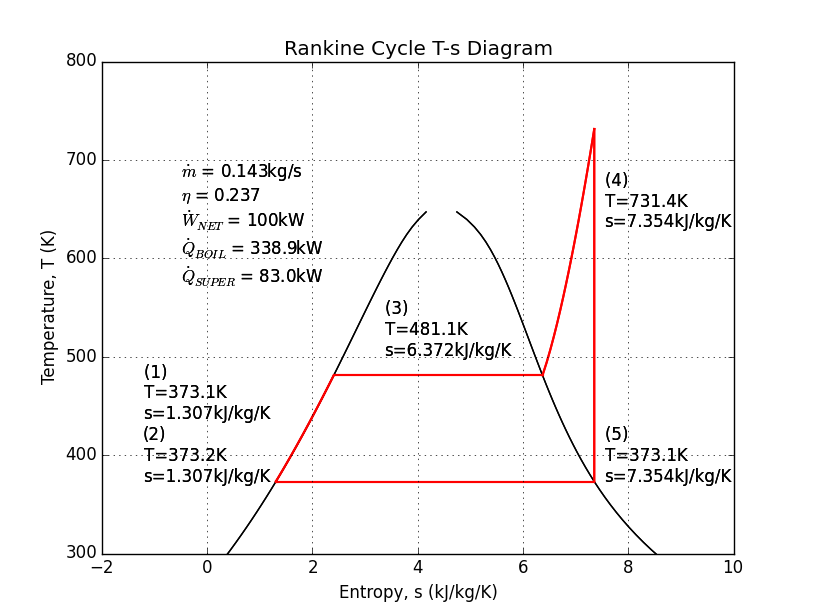 Rankine Cycle T-s Diagram
800
700
600
500
400
300
Temperature, T (K)
ṁ = 0.143kg/s
η = 0.237
Ẇ_NET = 100kW
Q̇_BOIL = 338.9kW
Q̇_SUPER = 83.0kW
(4)
T=731.4K
s=7.354kJ/kg/K
(3)
T=481.1K
s=6.372kJ/kg/K
(1)
T=373.1K
s=1.307kJ/kg/K
(2)
T=373.2K
s=1.307kJ/kg/K
(5)
T=373.1K
s=7.354kJ/kg/K
−2 0 2 4 6 8 10
Entropy, s (kJ/kg/K)